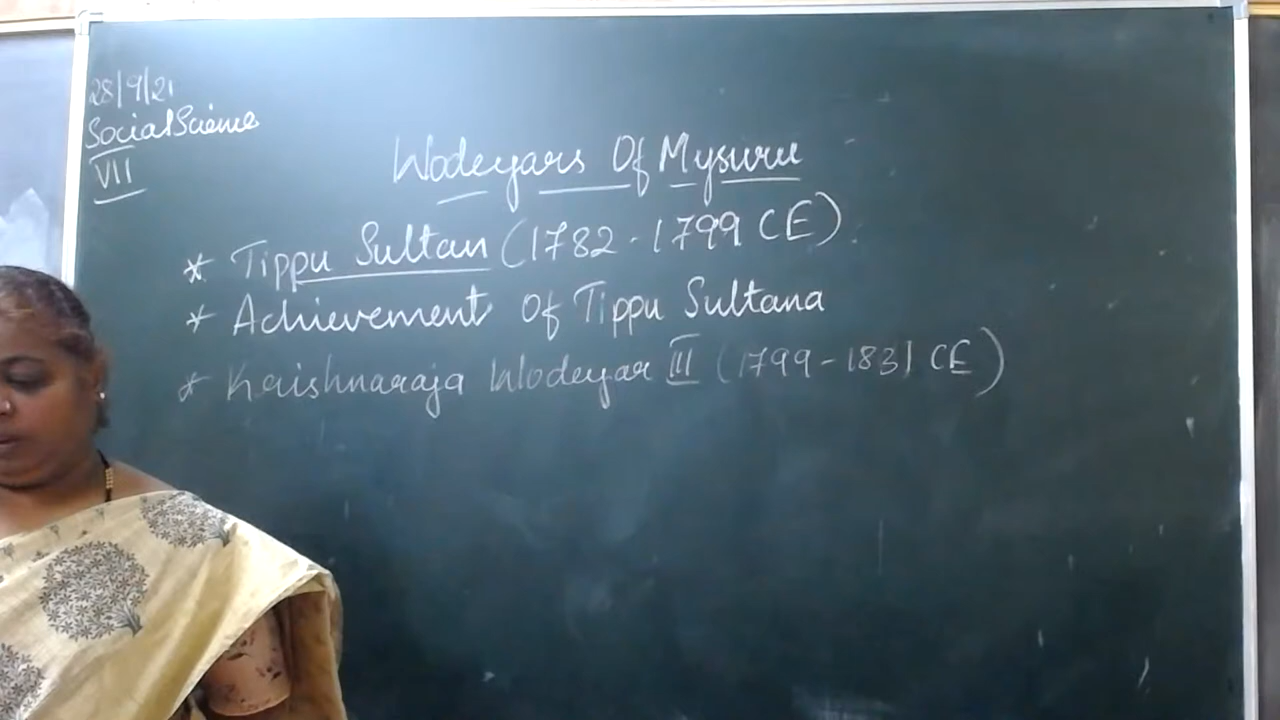 28/9/21
Social Science
VII
Wodeyars Of Mysuru
* Tippu Sultan (1782 - 1799 CE)
* Achievement Of Tippu Sultana
* Krishnaraja Wodeyar III (1799 - 1831 CE)